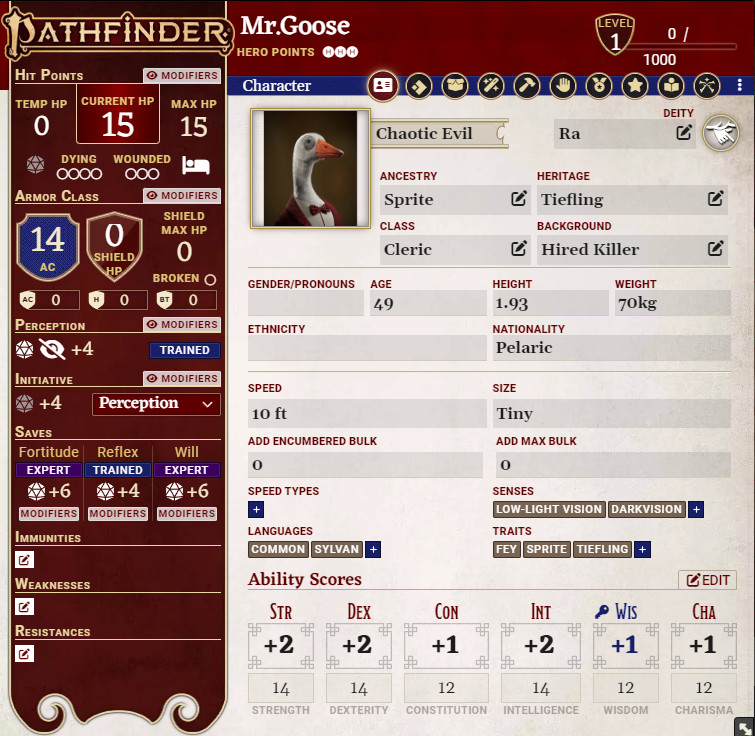 PATHFINDER
Mr.Goose
HERO POINTS H H H
LEVEL
1
0 /
1000
Character
HIT POINTS MODIFIERS
TEMP HP CURRENT HP MAX HP
0 15 15
DYING WOUNDED
ARMOR CLASS MODIFIERS
14
AC
0
SHIELD
HP
SHIELD
MAX HP
0
BROKEN
AC 0 H 0 BT 0
PERCEPTION MODIFIERS
+4 TRAINED
INITIATIVE MODIFIERS
+4 Perception
SAVES
Fortitude Reflex Will
EXPERT TRAINED EXPERT
+6 +4 +6
MODIFIERS MODIFIERS MODIFIERS
IMMUNITIES
WEAKNESSES
RESISTANCES
Chaotic Evil
DEITY
Ra
ANCESTRY HERITAGE
Sprite Tiefling
CLASS BACKGROUND
Cleric Hired Killer
GENDER/PRONOUNS AGE HEIGHT WEIGHT
49 1.93 70kg
ETHNICITY NATIONALITY
Pelaric
SPEED SIZE
10 ft Tiny
ADD ENCUMBERED BULK ADD MAX BULK
0 0
SPEED TYPES SENSES
+ LOW-LIGHT VISION DARKVISION +
LANGUAGES TRAITS
COMMON SYLVAN + FEY SPRITE TIEFLING +
Ability Scores EDIT
STR DEX CON INT WIS CHA
+2 +2 +1 +2 +1 +1
14 14 12 14 12 12
STRENGTH DEXTERITY CONSTITUTION INTELLIGENCE WISDOM CHARISMA